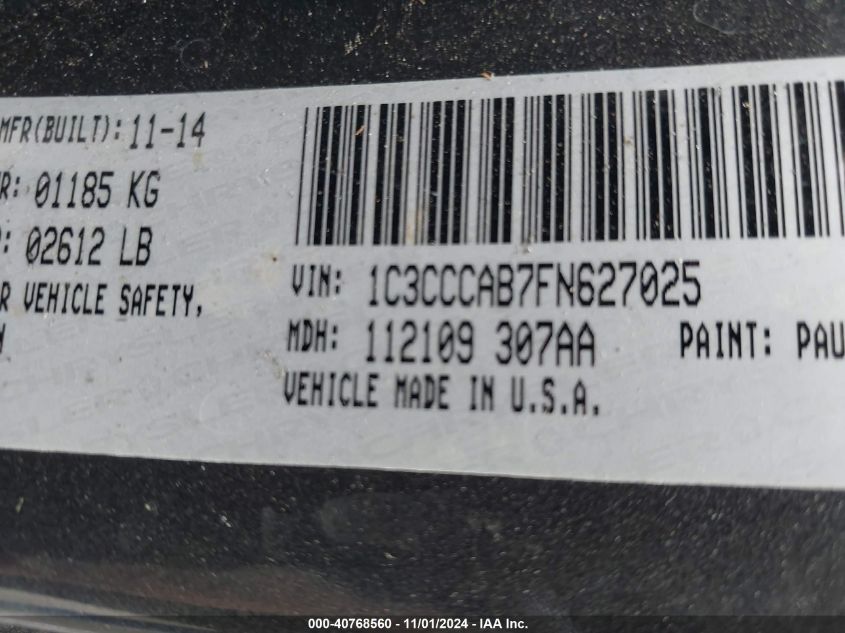 MFR(BUILT): 11-14
R: 01185 KG
: 02612 LB
R VEHICLE SAFETY,
VIN: 1C3CCCAB7FN627025
MDH: 112109 307AA PAINT: PAU
VEHICLE MADE IN U.S.A.
000-40768560 - 11/01/2024 - IAA Inc.